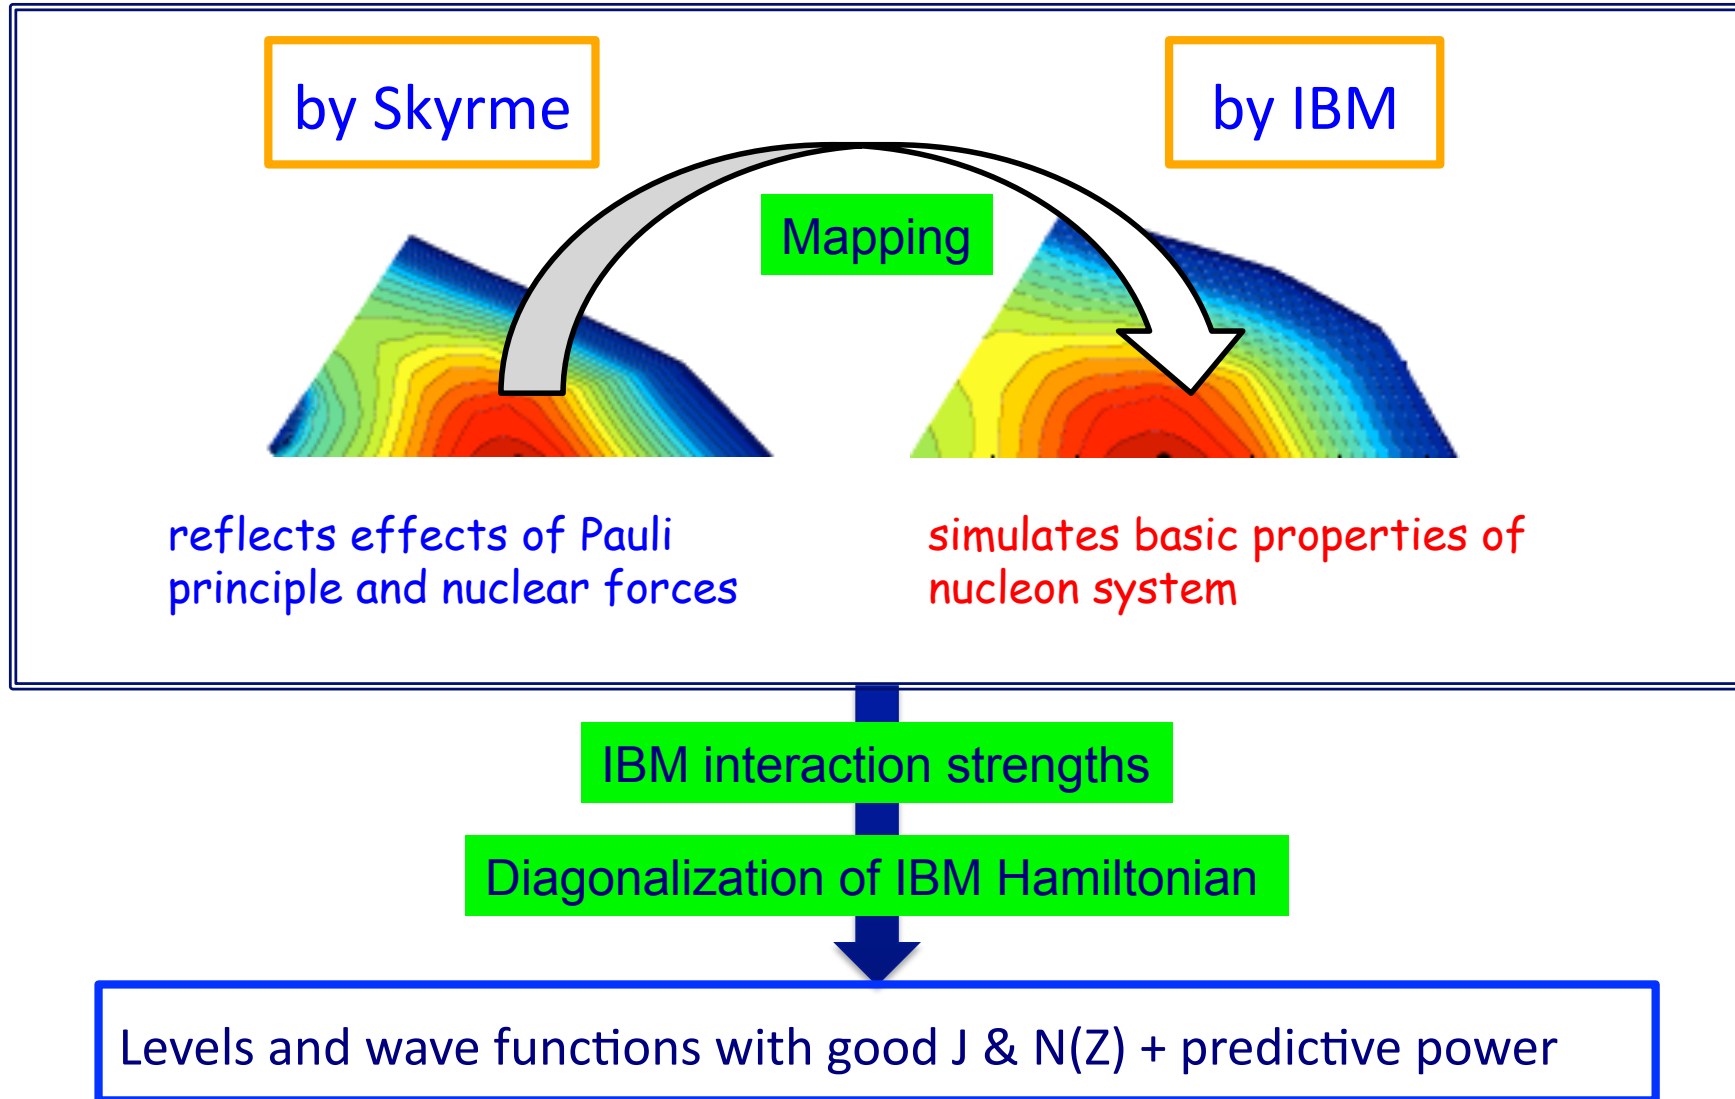 by Skyrme
by IBM
Mapping
reflects effects of Pauli
principle and nuclear forces
simulates basic properties of
nucleon system
IBM interaction strengths
Diagonalization of IBM Hamiltonian
Levels and wave functions with good J & N(Z) + predictive power